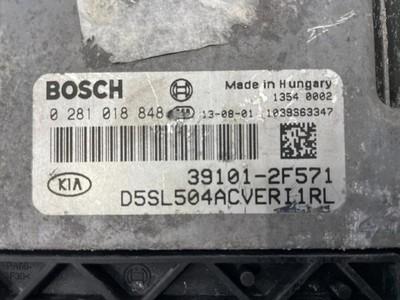 BOSCH
Made in Hungary
1354 0002
0 281 018 848
13-08-01
1039S63347
39101-2F571
KIA
D5SL504ACVERI1RL